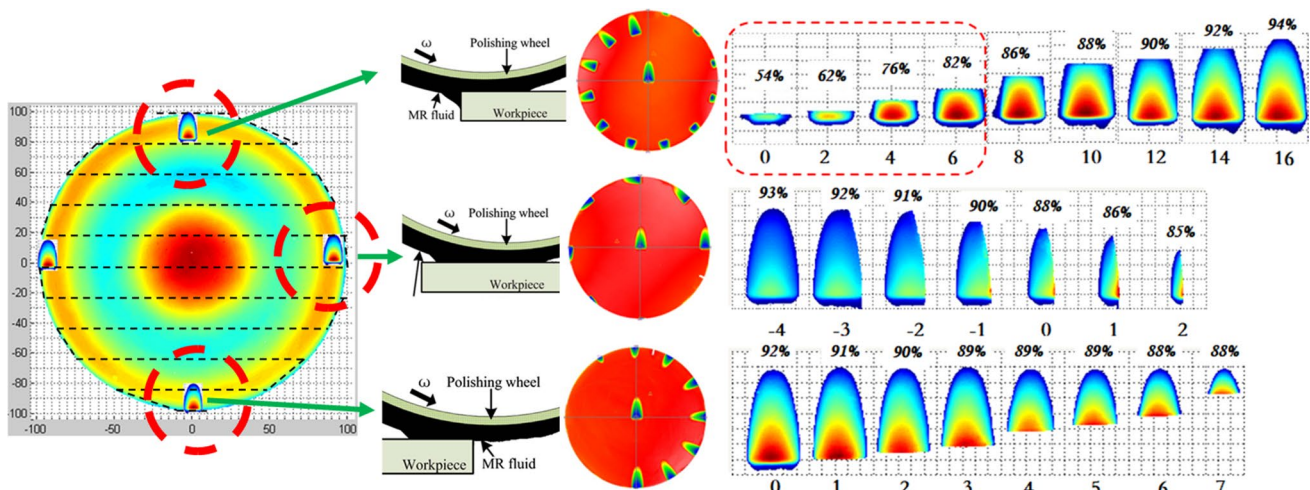 100
80
60
40
20
0
-20
-40
-60
-80
100
-100 -50 0 50 100
ω
Polishing wheel
MR fluid
Workpiece
54% 62% 76% 82% 86% 88% 90% 92% 94%
0 2 4 6 8 10 12 14 16
ω
Polishing wheel
Workpiece
93% 92% 91% 90% 88% 86% 85%
-4 -3 -2 -1 0 1 2
ω
Polishing wheel
Workpiece
MR fluid
92% 91% 90% 89% 89% 89% 88% 88%
0 1 2 3 4 5 6 7